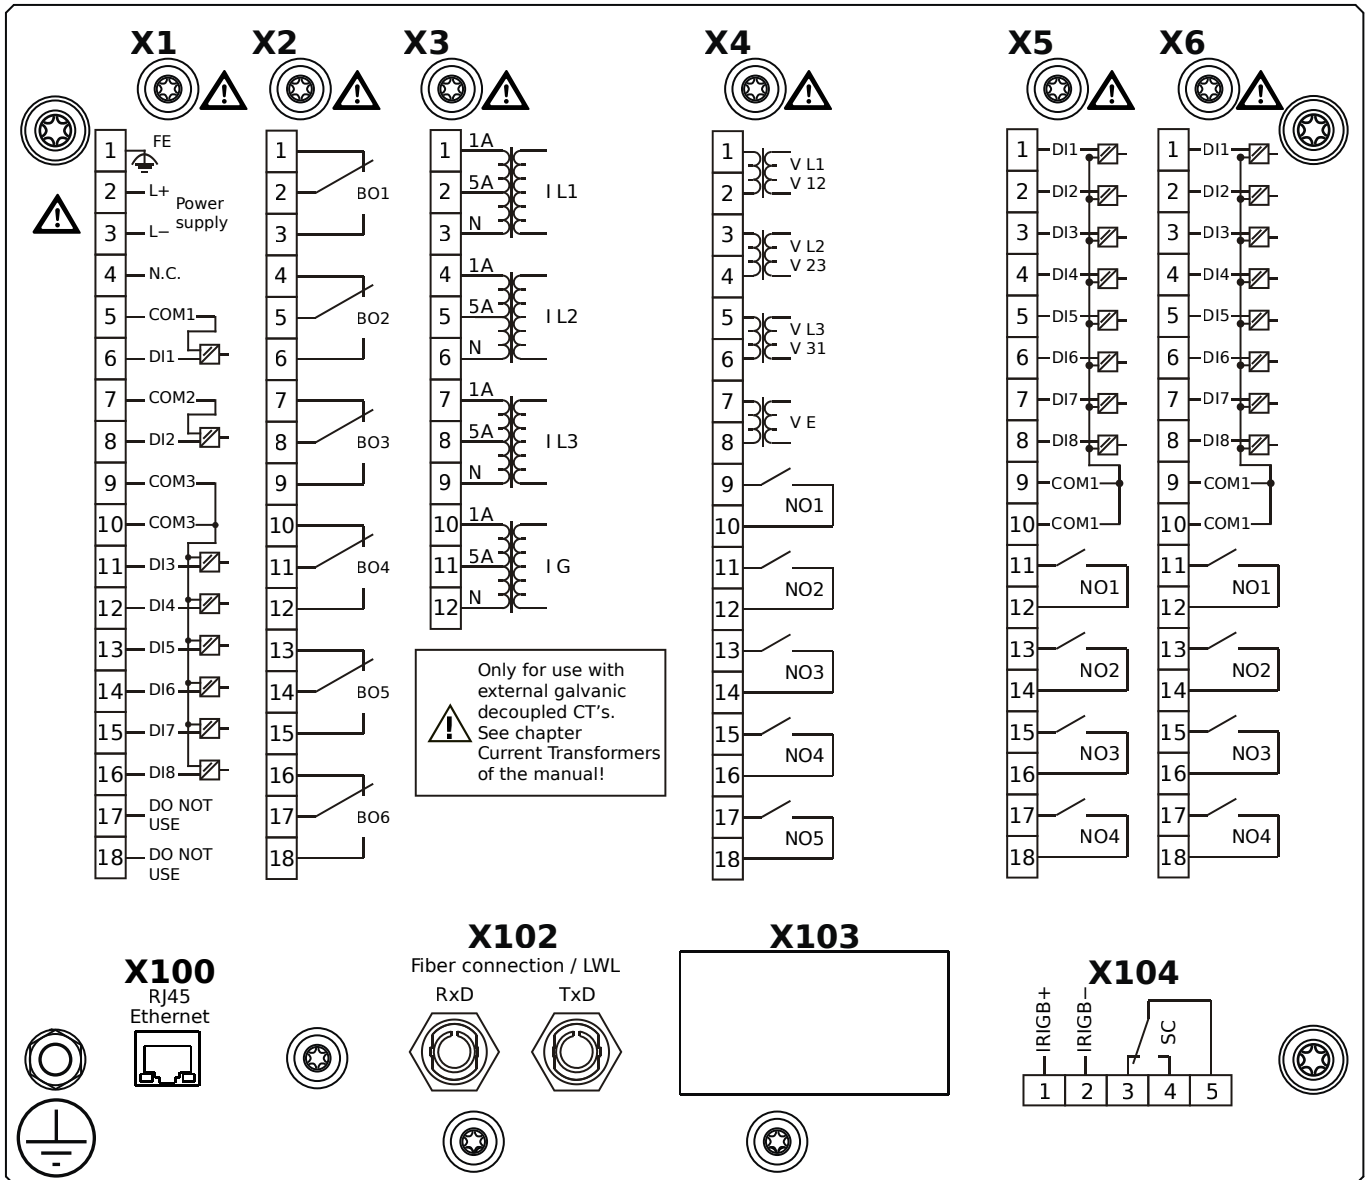 X1
X2
X3
X4
X5
X6
1
FE
2
L+
Power
supply
3
L−
4
N.C.
5
COM1
6
DI1
7
COM2
8
DI2
9
COM3
10
COM3
11
DI3
12
DI4
13
DI5
14
DI6
15
DI7
16
DI8
17
DO NOT
USE
18
DO NOT
USE
1
2
BO1
3
4
5
BO2
6
7
8
BO3
9
10
11
BO4
12
13
14
BO5
15
16
17
BO6
18
1
1A
2
5A
I L1
3
N
4
1A
5
5A
I L2
6
N
7
1A
8
5A
I L3
9
N
10
1A
11
5A
I G
12
N
Only for use with
external galvanic
decoupled CT's.
See chapter
Current Transformers
of the manual!
1
V L1
V 12
2
3
V L2
V 23
4
5
V L3
V 31
6
7
V E
8
9
NO1
10
11
NO2
12
13
NO3
14
15
NO4
16
17
NO5
18
1
DI1
2
DI2
3
DI3
4
DI4
5
DI5
6
DI6
7
DI7
8
DI8
9
COM1
10
COM1
11
NO1
12
13
NO2
14
15
NO3
16
17
NO4
18
1
DI1
2
DI2
3
DI3
4
DI4
5
DI5
6
DI6
7
DI7
8
DI8
9
COM1
10
COM1
11
NO1
12
13
NO2
14
15
NO3
16
17
NO4
18
X100
RJ45
Ethernet
X102
Fiber connection / LWL
RxD
TxD
X103
X104
IRIGB+
IRIGB−
SC
1
2
3
4
5